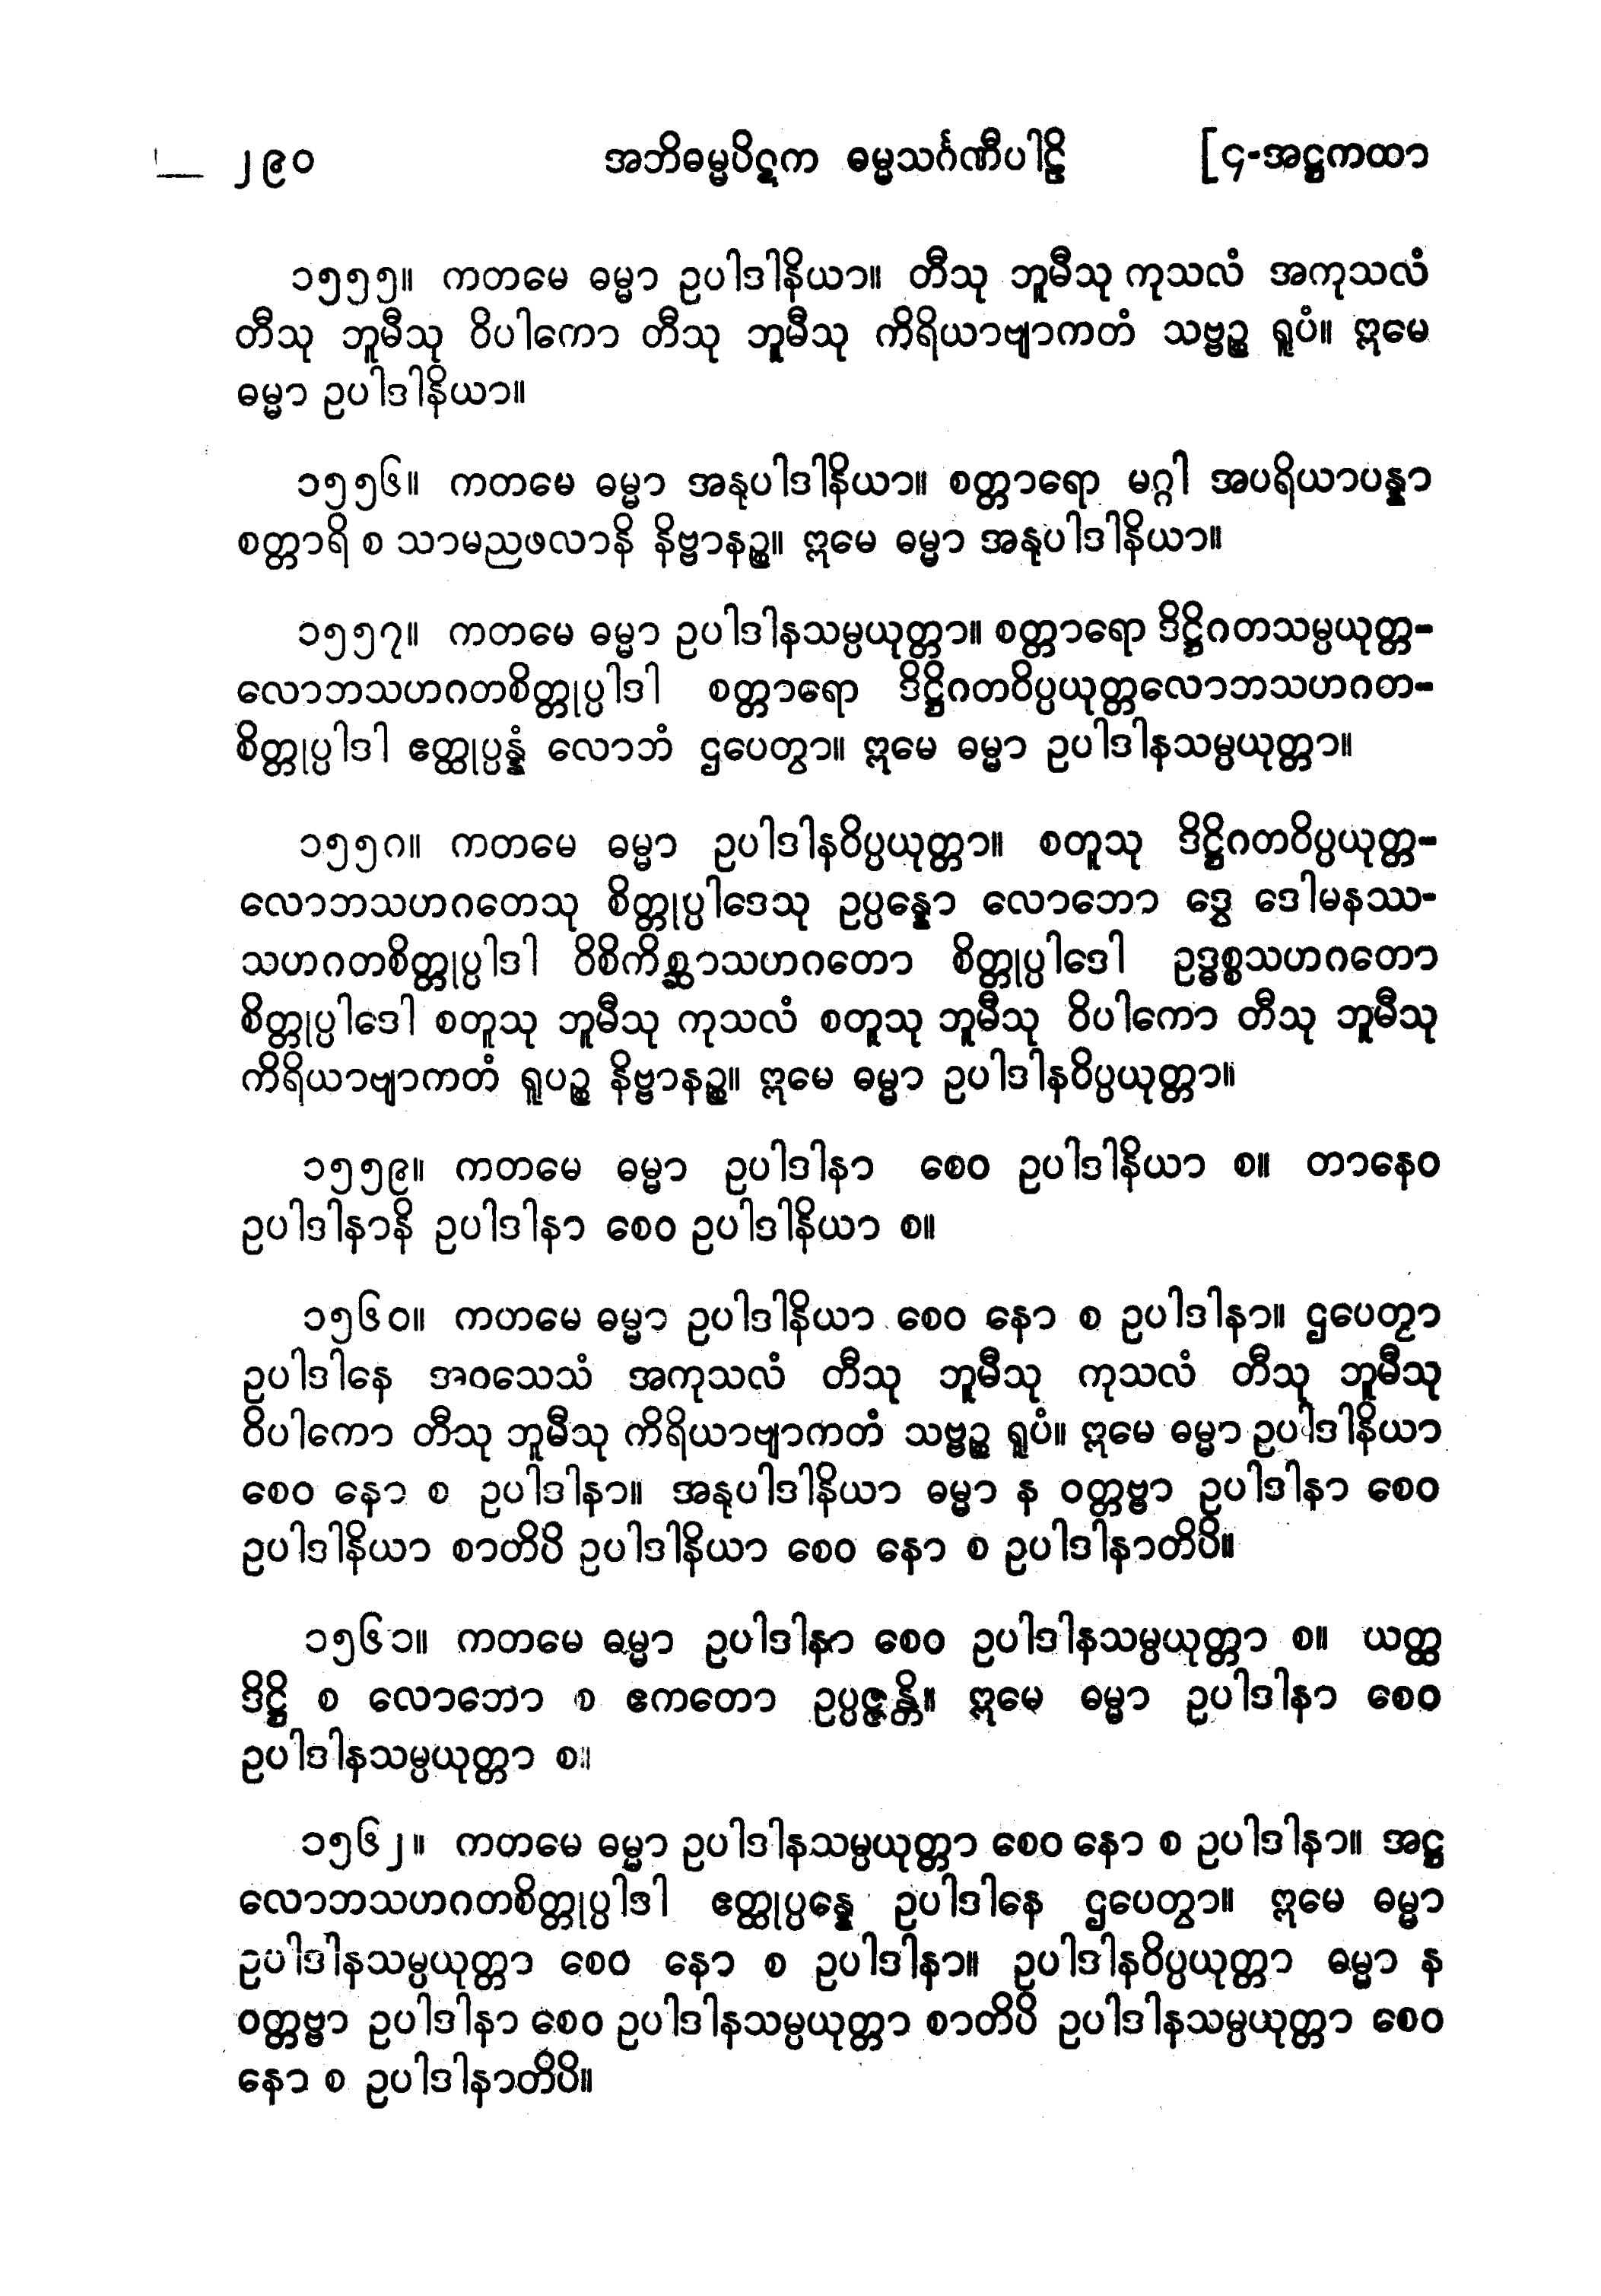 ၂၉၀ အဘိဓမ္မပိဋက ဓမ္မသင်္ဂဏီပါဠိ [၄-အဋ္ဌကထာ
၁၅၅၅။ ကတမေ ဓမ္မာ ဥပါဒါနိယာ။ တီသု ဘူမီသု ကုသလံ အကုသလံ
တီသု ဘူမီသု ဝိပါကော တီသု ဘူမီသု ကိရိယာဗျာကတံ သဗ္ဗဉ္စ ရူပံ။ ဣမေ
ဓမ္မာ ဥပါဒါနိယာ။
၁၅၅၆။ ကတမေ ဓမ္မာ အနုပါဒါနိယာ။ စတ္တာရော မဂ္ဂါ အပရိယာပန္နာ
စတ္တာရိ စ သာမညဖလာနိ နိဗ္ဗာနဉ္စ။ ဣမေ ဓမ္မာ အနုပါဒါနိယာ။
၁၅၅၇။ ကတမေ ဓမ္မာ ဥပါဒါနသမ္ပယုတ္တာ။ စတ္တာရော ဒိဋ္ဌိဂတသမ္ပယုတ္တ-
လောဘသဟဂတစိတ္တုပ္ပါဒါ စတ္တာရော ဒိဋ္ဌိဂတဝိပ္ပယုတ္တလောဘသဟဂတ-
စိတ္တုပ္ပါဒါ ဧတ္ထုပ္ပန္နံ လောဘံ ဌပေတွာ။ ဣမေ ဓမ္မာ ဥပါဒါနသမ္ပယုတ္တာ။
၁၅၅၈။ ကတမေ ဓမ္မာ ဥပါဒါနဝိပ္ပယုတ္တာ။ စတူသု ဒိဋ္ဌိဂတဝိပ္ပယုတ္တ-
လောဘသဟဂတေသု စိတ္တုပ္ပါဒေသု ဥပ္ပန္နော လောဘော ဒွေ ဒေါမနဿ-
သဟဂတစိတ္တုပ္ပါဒါ ဝိစိကိစ္ဆာသဟဂတော စိတ္တုပ္ပါဒေါ ဥဒ္ဓစ္စသဟဂတော
စိတ္တုပ္ပါဒေါ စတူသု ဘူမီသု ကုသလံ စတူသု ဘူမီသု ဝိပါကော တီသု ဘူမီသု
ကိရိယာဗျာကတံ ရူပဉ္စ နိဗ္ဗာနဉ္စ။ ဣမေ ဓမ္မာ ဥပါဒါနဝိပ္ပယုတ္တာ။
၁၅၅၉။ ကတမေ ဓမ္မာ ဥပါဒါနာ စေဝ ဥပါဒါနိယာ စ။ တာနေဝ
ဥပါဒါနာနိ ဥပါဒါနာ စေဝ ဥပါဒါနိယာ စ။
၁၅၆၀။ ကတမေ ဓမ္မာ ဥပါဒါနိယာ စေဝ နော စ ဥပါဒါနာ။ ဌပေတွာ
ဥပါဒါနေ အဝသေသံ အကုသလံ တီသု ဘူမီသု ကုသလံ တီသု ဘူမီသု
ဝိပါကော တီသု ဘူမီသု ကိရိယာဗျာကတံ သဗ္ဗဉ္စ ရူပံ။ ဣမေ ဓမ္မာ ဥပါဒါနိယာ
စေဝ နော စ ဥပါဒါနာ။ အနုပါဒါနိယာ ဓမ္မာ န ဝတ္တဗ္ဗာ ဥပါဒါနာ စေဝ
ဥပါဒါနိယာ စာတိပိ ဥပါဒါနိယာ စေဝ နော စ ဥပါဒါနာတိပိ။
၁၅၆၁။ ကတမေ ဓမ္မာ ဥပါဒါနာ စေဝ ဥပါဒါနသမ္ပယုတ္တာ စ။ ယတ္ထ
ဒိဋ္ဌိ စ လောဘော စ ဧကတော ဥပ္ပဇ္ဇန္တိ။ ဣမေ ဓမ္မာ ဥပါဒါနာ စေဝ
ဥပါဒါနသမ္ပယုတ္တာ စ။
၁၅၆၂။ ကတမေ ဓမ္မာ ဥပါဒါနသမ္ပယုတ္တာ စေဝ နော စ ဥပါဒါနာ။ အဋ္ဌ
လောဘသဟဂတစိတ္တုပ္ပါဒါ ဧတ္ထုပ္ပန္နေ ဥပါဒါနေ ဌပေတွာ။ ဣမေ ဓမ္မာ
ဥပါဒါနသမ္ပယုတ္တာ စေဝ နော စ ဥပါဒါနာ။ ဥပါဒါနဝိပ္ပယုတ္တာ ဓမ္မာ န
ဝတ္တဗ္ဗာ ဥပါဒါနာ စေဝ ဥပါဒါနသမ္ပယုတ္တာ စာတိပိ ဥပါဒါနသမ္ပယုတ္တာ စေဝ
နော စ ဥပါဒါနာတိပိ။